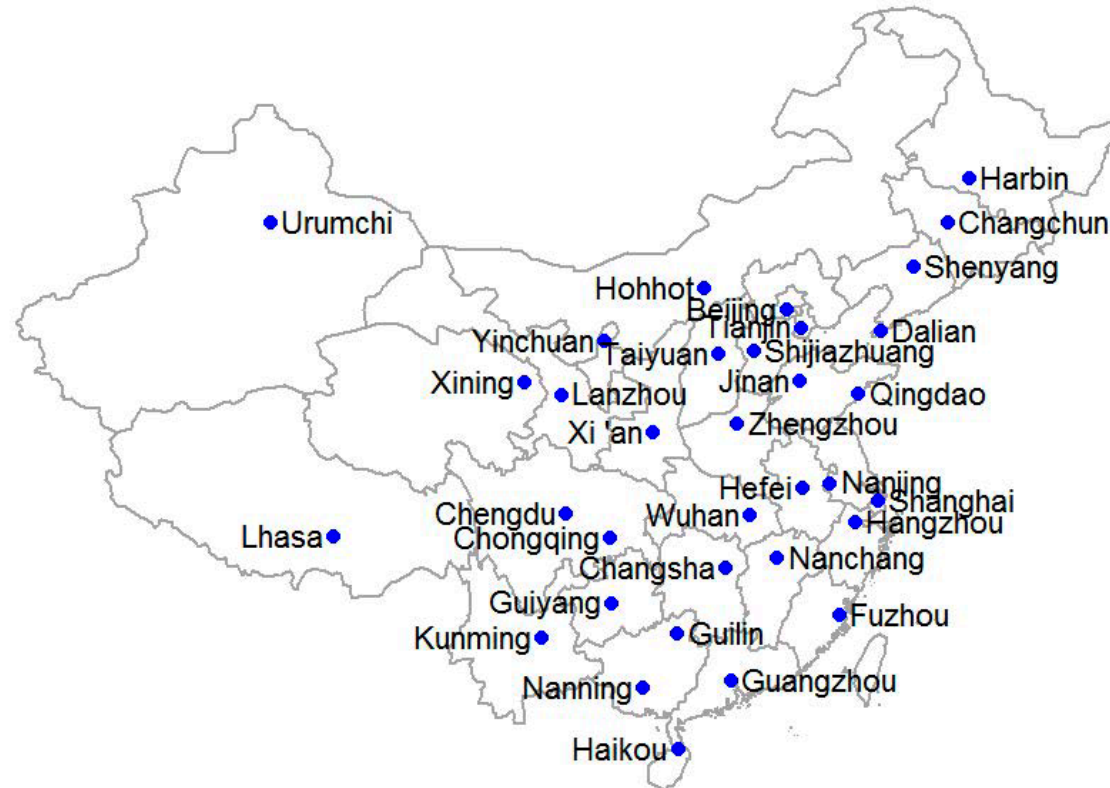 Harbin
Urumchi
Changchun
Shenyang
Hohhot
Beijing
Tianjin
Dalian
Yinchuan
Taiyuan
Shijiazhuang
Xining
Jinan
Lanzhou
Qingdao
Zhengzhou
Xi 'an
Hefei
Nanjing
Shanghai
Chengdu
Wuhan
Hangzhou
Lhasa
Chongqing
Nanchang
Changsha
Guiyang
Fuzhou
Kunming
Guilin
Guangzhou
Nanning
Haikou